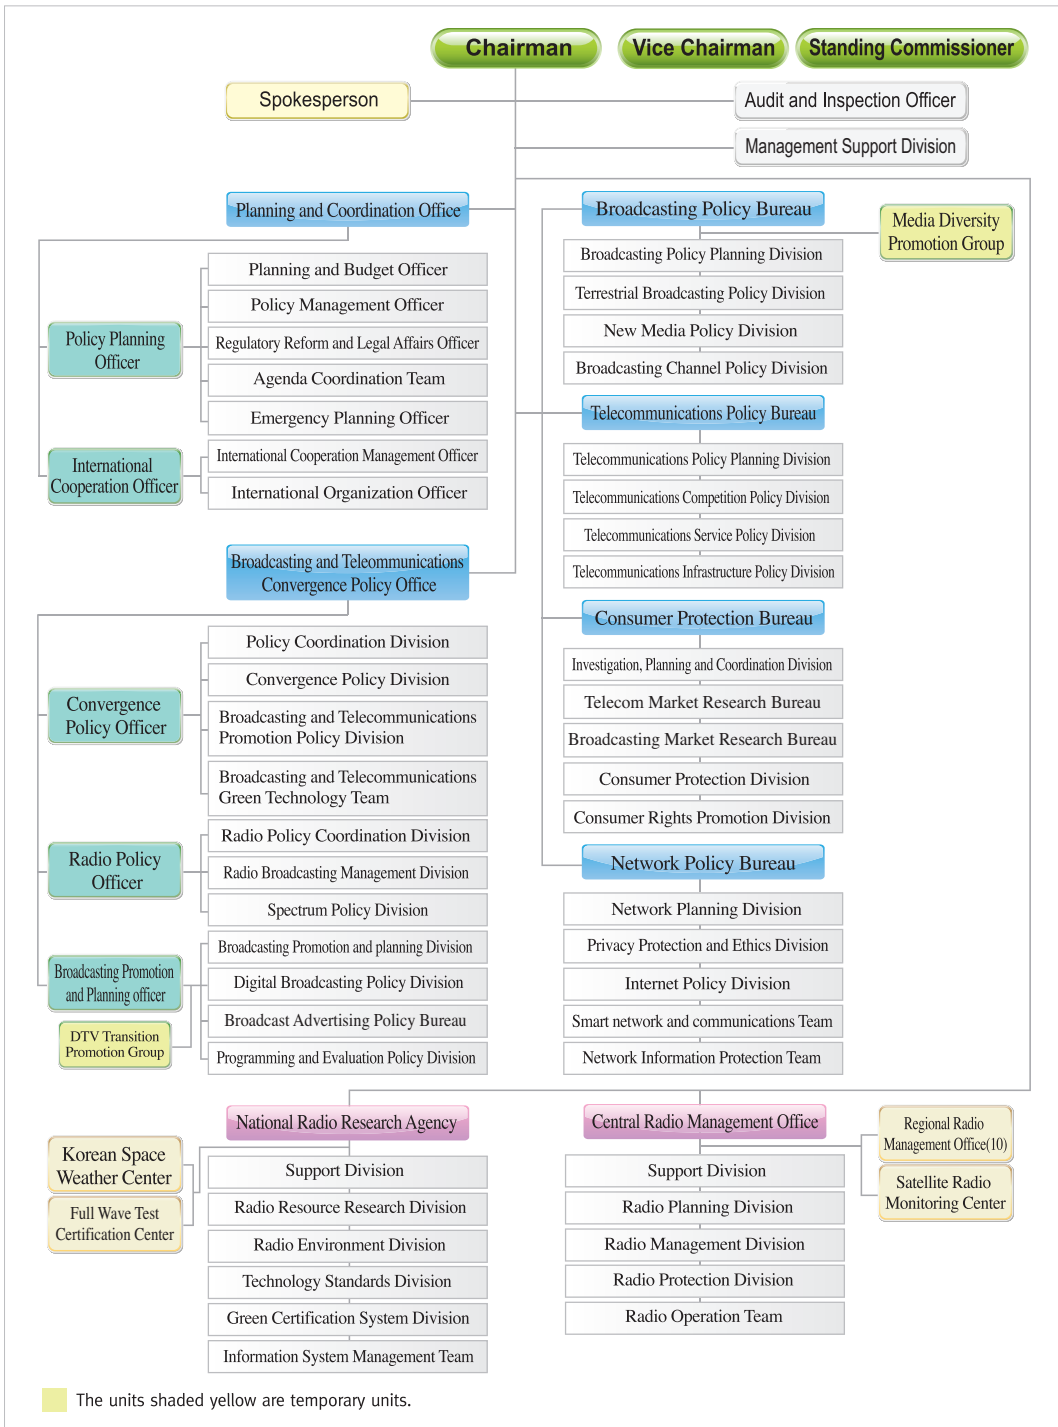 Chairman
Vice Chairman
Standing Commissioner
Spokesperson
Audit and Inspection Officer
Management Support Division
Planning and Coordination Office
Policy Planning
Officer
Planning and Budget Officer
Policy Management Officer
Regulatory Reform and Legal Affairs Officer
Agenda Coordination Team
Emergency Planning Officer
International
Cooperation Officer
International Cooperation Management Officer
International Organization Officer
Broadcasting and Teleommunications
Convergence Policy Office
Convergence
Policy Officer
Policy Coordination Division
Convergence Policy Division
Broadcasting and Telecommunications
Promotion Policy Division
Broadcasting and Telecommunications
Green Technology Team
Radio Policy
Officer
Radio Policy Coordination Division
Radio Broadcasting Management Division
Spectrum Policy Division
Broadcasting Promotion
and Planning officer
DTV Transition
Promotion Group
Broadcasting Promotion and planning Division
Digital Broadcasting Policy Division
Broadcast Advertising Policy Bureau
Programming and Evaluation Policy Division
Broadcasting Policy Bureau
Media Diversity
Promotion Group
Broadcasting Policy Planning Division
Terrestrial Broadcasting Policy Division
New Media Policy Division
Broadcasting Channel Policy Division
Telecommunications Policy Bureau
Telecommunications Policy Planning Division
Telecommunications Competition Policy Division
Telecommunications Service Policy Division
Telecommunications Infrastructure Policy Division
Consumer Protection Bureau
Investigation, Planning and Coordination Division
Telecom Market Research Bureau
Broadcasting Market Research Bureau
Consumer Protection Division
Consumer Rights Promotion Division
Network Policy Bureau
Network Planning Division
Privacy Protection and Ethics Division
Internet Policy Division
Smart network and communications Team
Network Information Protection Team
National Radio Research Agency
Korean Space
Weather Center
Full Wave Test
Certification Center
Support Division
Radio Resource Research Division
Radio Environment Division
Technology Standards Division
Green Certification System Division
Information System Management Team
Central Radio Management Office
Regional Radio
Management Office(10)
Satellite Radio
Monitoring Center
Support Division
Radio Planning Division
Radio Management Division
Radio Protection Division
Radio Operation Team
The units shaded yellow are temporary units.